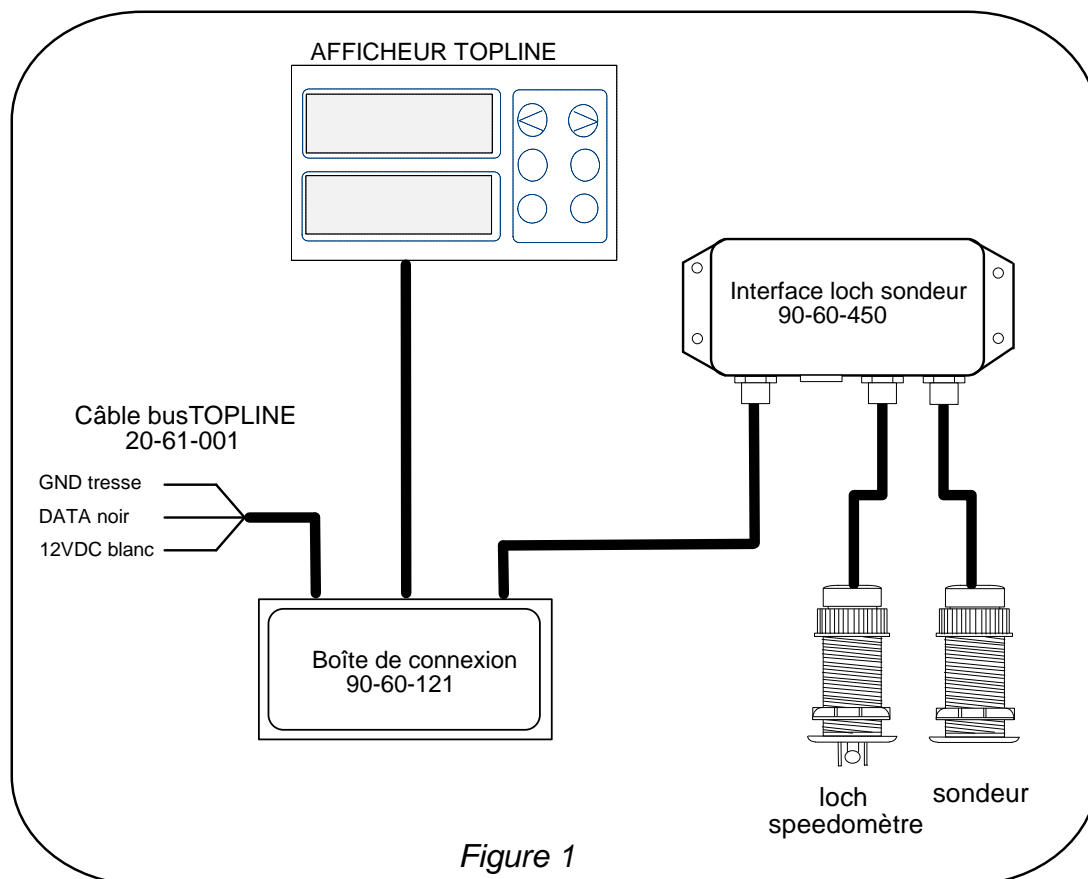 AFFICHEUR TOPLINE
Interface loch sondeur
90-60-450
Câble busTOPLINE
20-61-001
GND tresse
DATA noir
12VDC blanc
Boîte de connexion
90-60-121
loch
speedomètre
sondeur
Figure 1